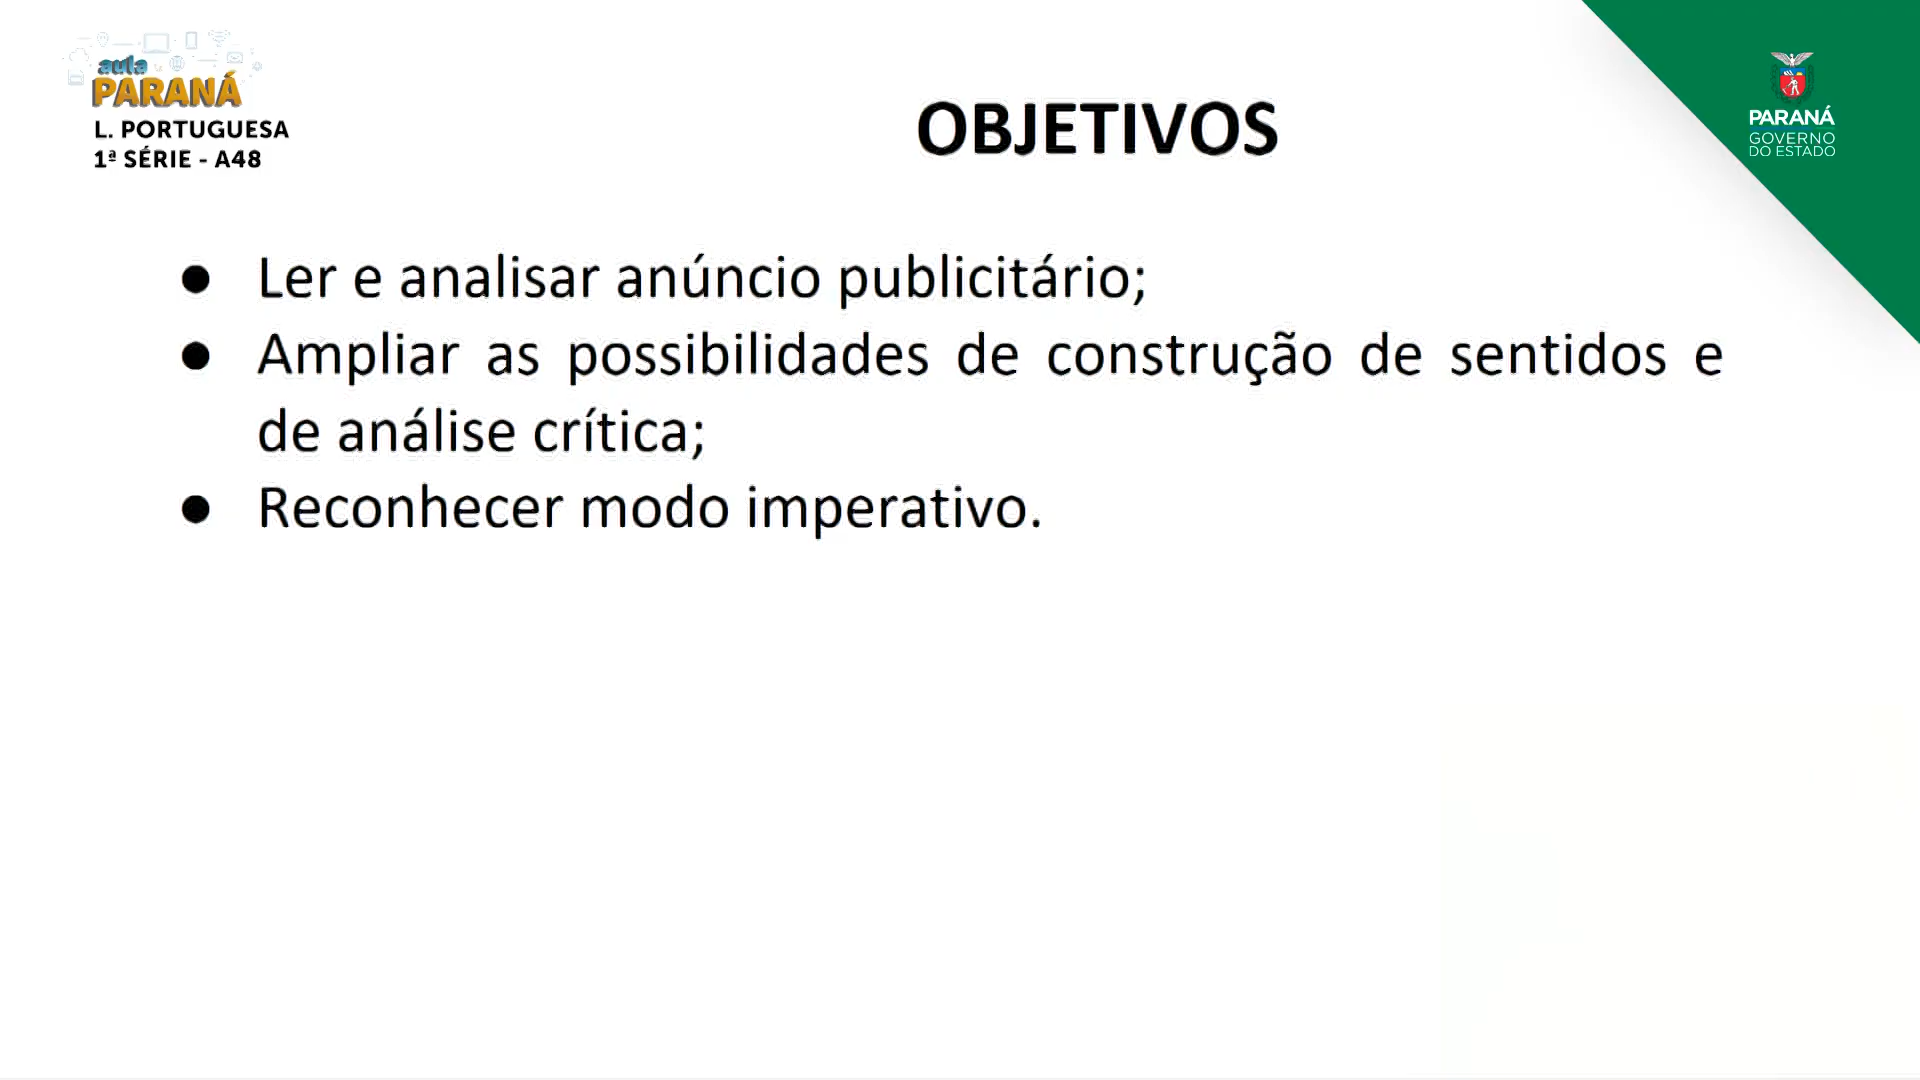 aula
PARANÁ
L. PORTUGUESA
1ª SÉRIE - A48
OBJETIVOS
PARANÁ
GOVERNO
DO ESTADO
● Ler e analisar anúncio publicitário;
● Ampliar as possibilidades de construção de sentidos e
de análise crítica;
● Reconhecer modo imperativo.